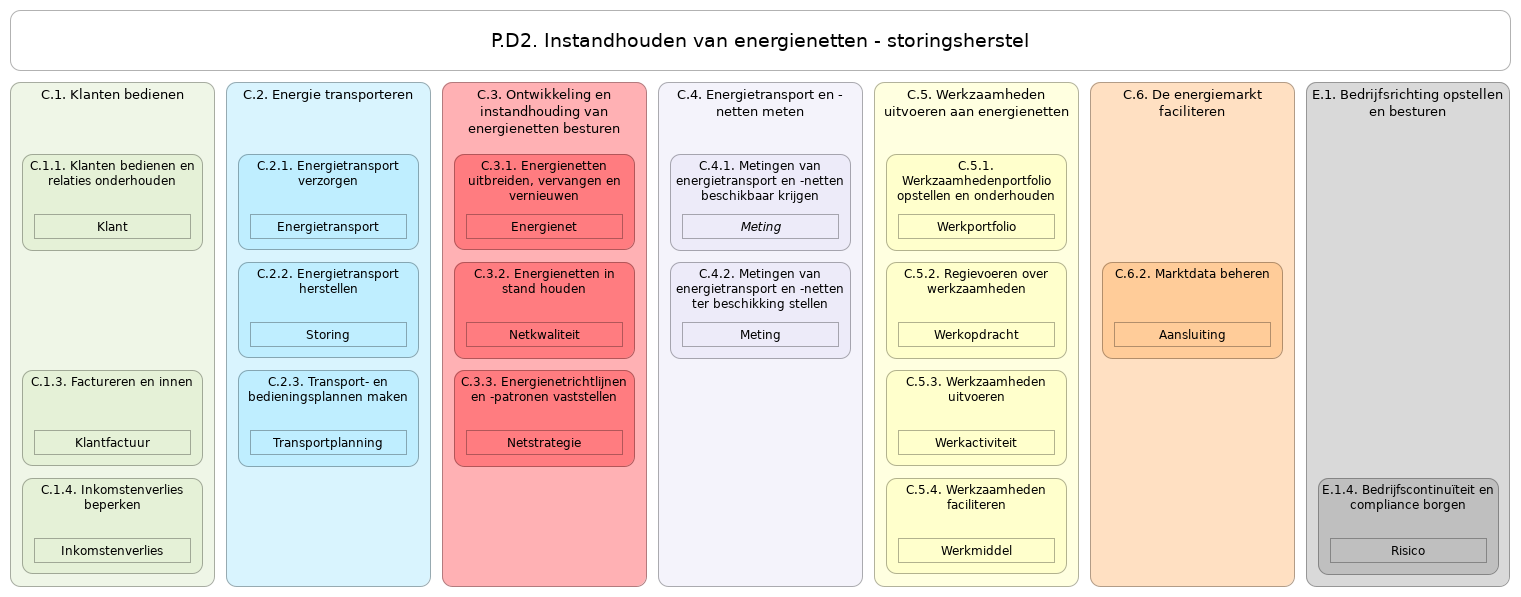 P.D2. Instandhouden van energienetten - storingsherstel
C.1. Klanten bedienen
C.1.1. Klanten bedienen en
relaties onderhouden
Klant
C.1.3. Factureren en innen
Klantfactuur
C.1.4. Inkomstenverlies
beperken
Inkomstenverlies
C.2. Energie transporteren
C.2.1. Energietransport
verzorgen
Energietransport
C.2.2. Energietransport
herstellen
Storing
C.2.3. Transport- en
bedieningsplannen maken
Transportplanning
C.3. Ontwikkeling en
instandhouding van
energienetten besturen
C.3.1. Energienetten
uitbreiden, vervangen en
vernieuwen
Energienet
C.3.2. Energienetten in
stand houden
Netkwaliteit
C.3.3. Energienetrichtlijnen
en -patronen vaststellen
Netstrategie
C.4. Energietransport en -
netten meten
C.4.1. Metingen van
energietransport en -netten
beschikbaar krijgen
Meting
C.4.2. Metingen van
energietransport en -netten
ter beschikking stellen
Meting
C.5. Werkzaamheden
uitvoeren aan energienetten
C.5.1.
Werkzaamhedenportfolio
opstellen en onderhouden
Werkportfolio
C.5.2. Regievoeren over
werkzaamheden
Werkopdracht
C.5.3. Werkzaamheden
uitvoeren
Werkactiviteit
C.5.4. Werkzaamheden
faciliteren
Werkmiddel
C.6. De energiemarkt
faciliteren
C.6.2. Marktdata beheren
Aansluiting
E.1. Bedrijfsrichting opstellen
en besturen
E.1.4. Bedrijfscontinuïteit en
compliance borgen
Risico